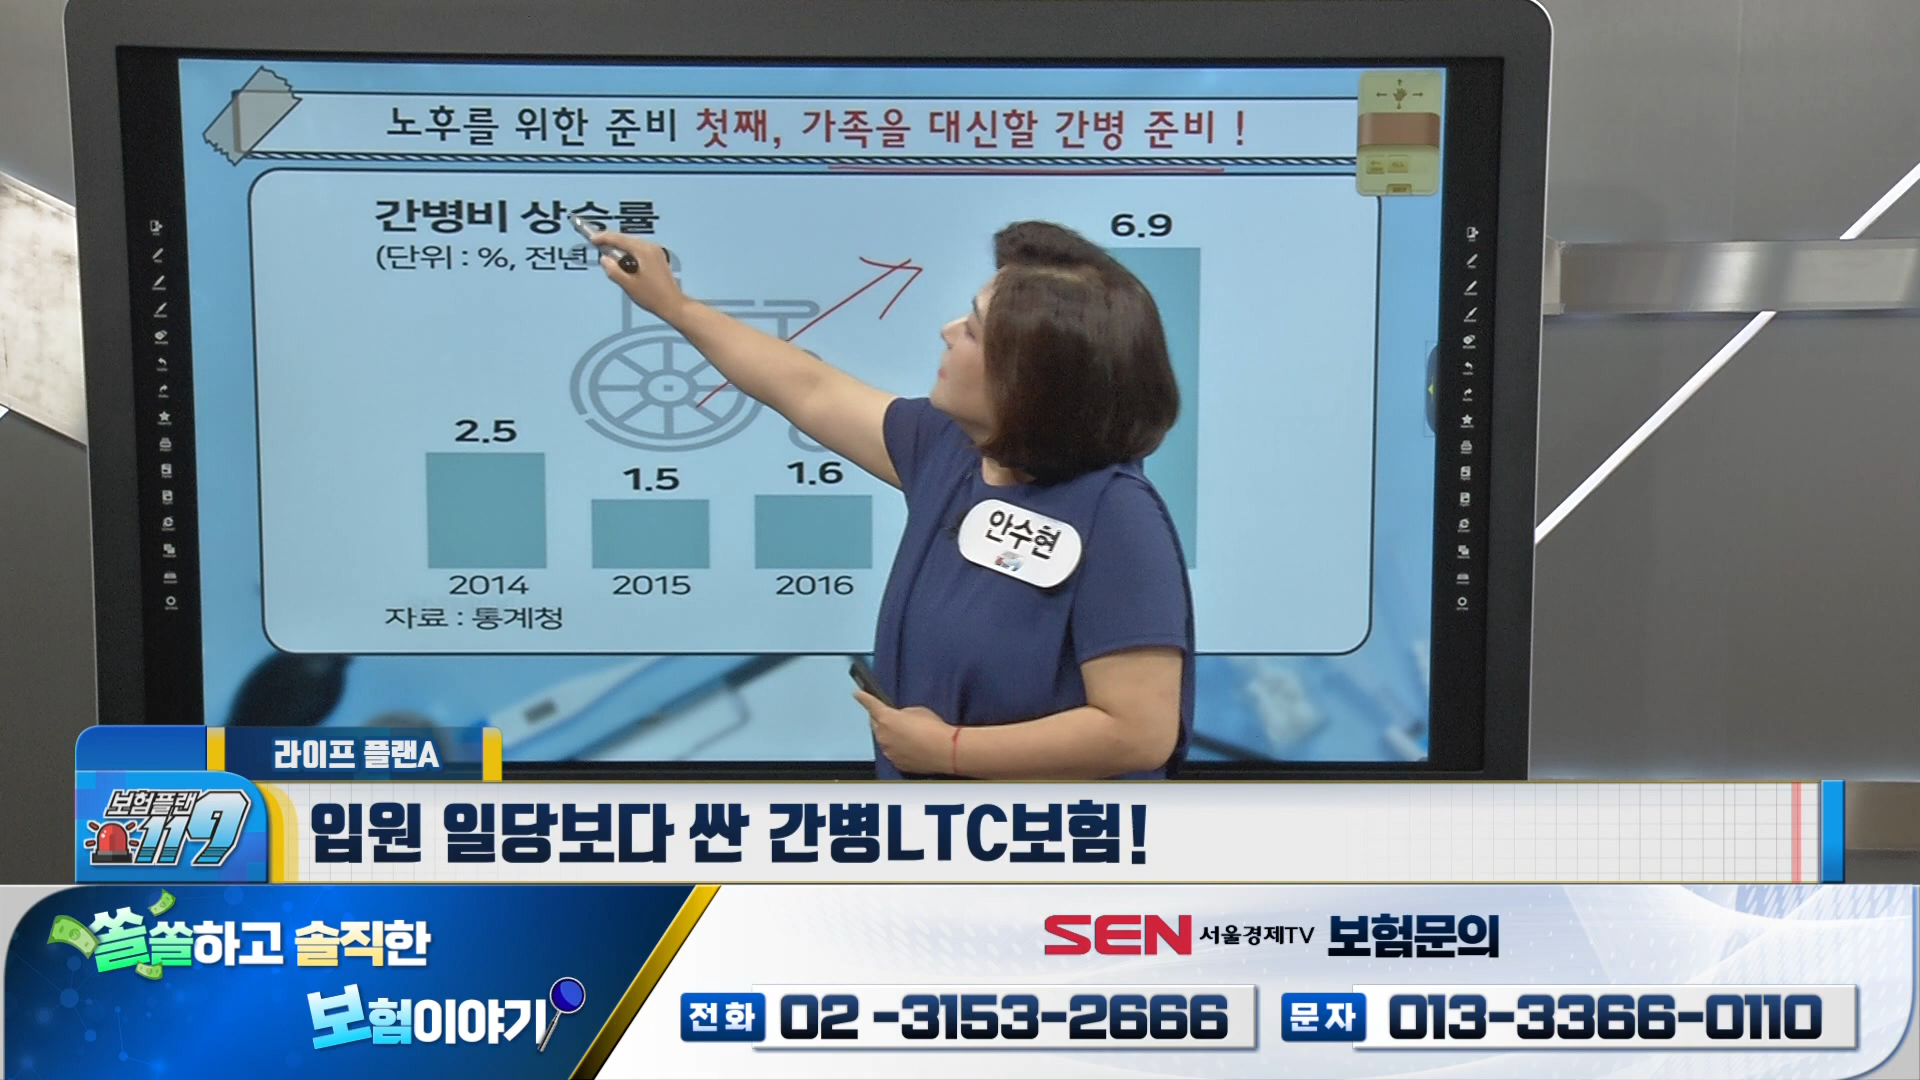 노후를 위한 준비 첫째, 가족을 대신할 간병 준비 !
간병비 상승률
(단위 : %, 전년
6.9
2.5
1.5
1.6
2014
2015
2016
자료 : 통계청
안수현
라이프 플랜A
보험플랜
119
입원 일당보다 싼 간병LTC보험!
쏠쏠하고 솔직한
보험이야기
SEN 서울경제TV 보험문의
전화 02-3153-2666
문자 013-3366-0110